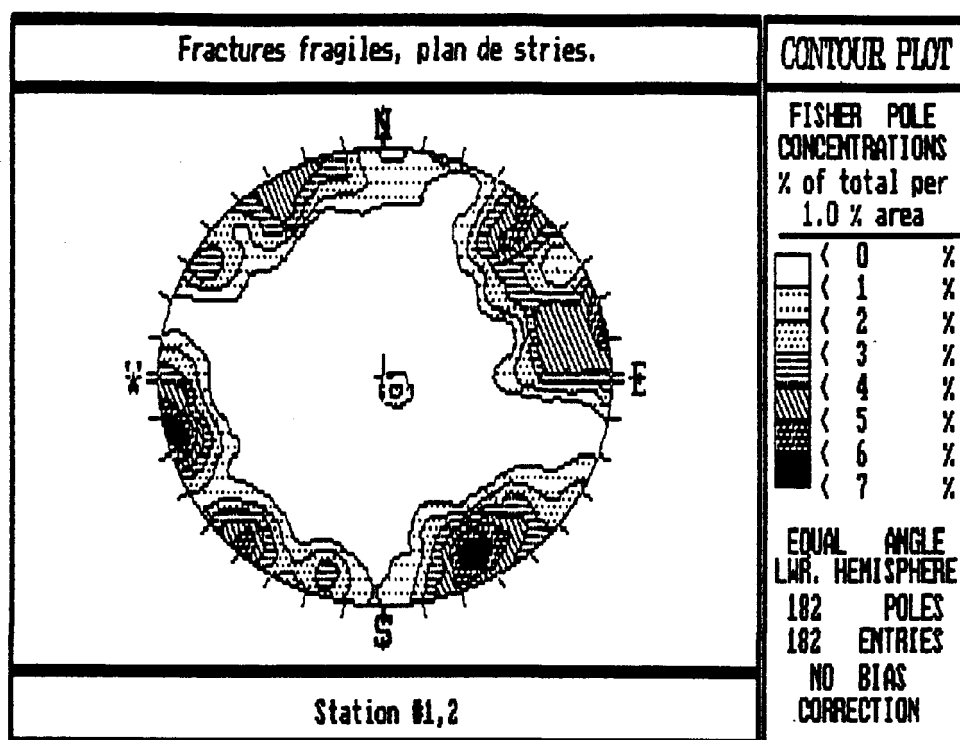 Fractures fragiles, plan de stries.
N
W
E
S
Station #1,2
CONTOUR PLOT
FISHER POLE
CONCENTRATIONS
% of total per
1.0 % area
< 0 %
< 1 %
< 2 %
< 3 %
< 4 %
< 5 %
< 6 %
< 7 %
EQUAL ANGLE
LWR. HEMISPHERE
182 POLES
182 ENTRIES
NO BIAS
CORRECTION